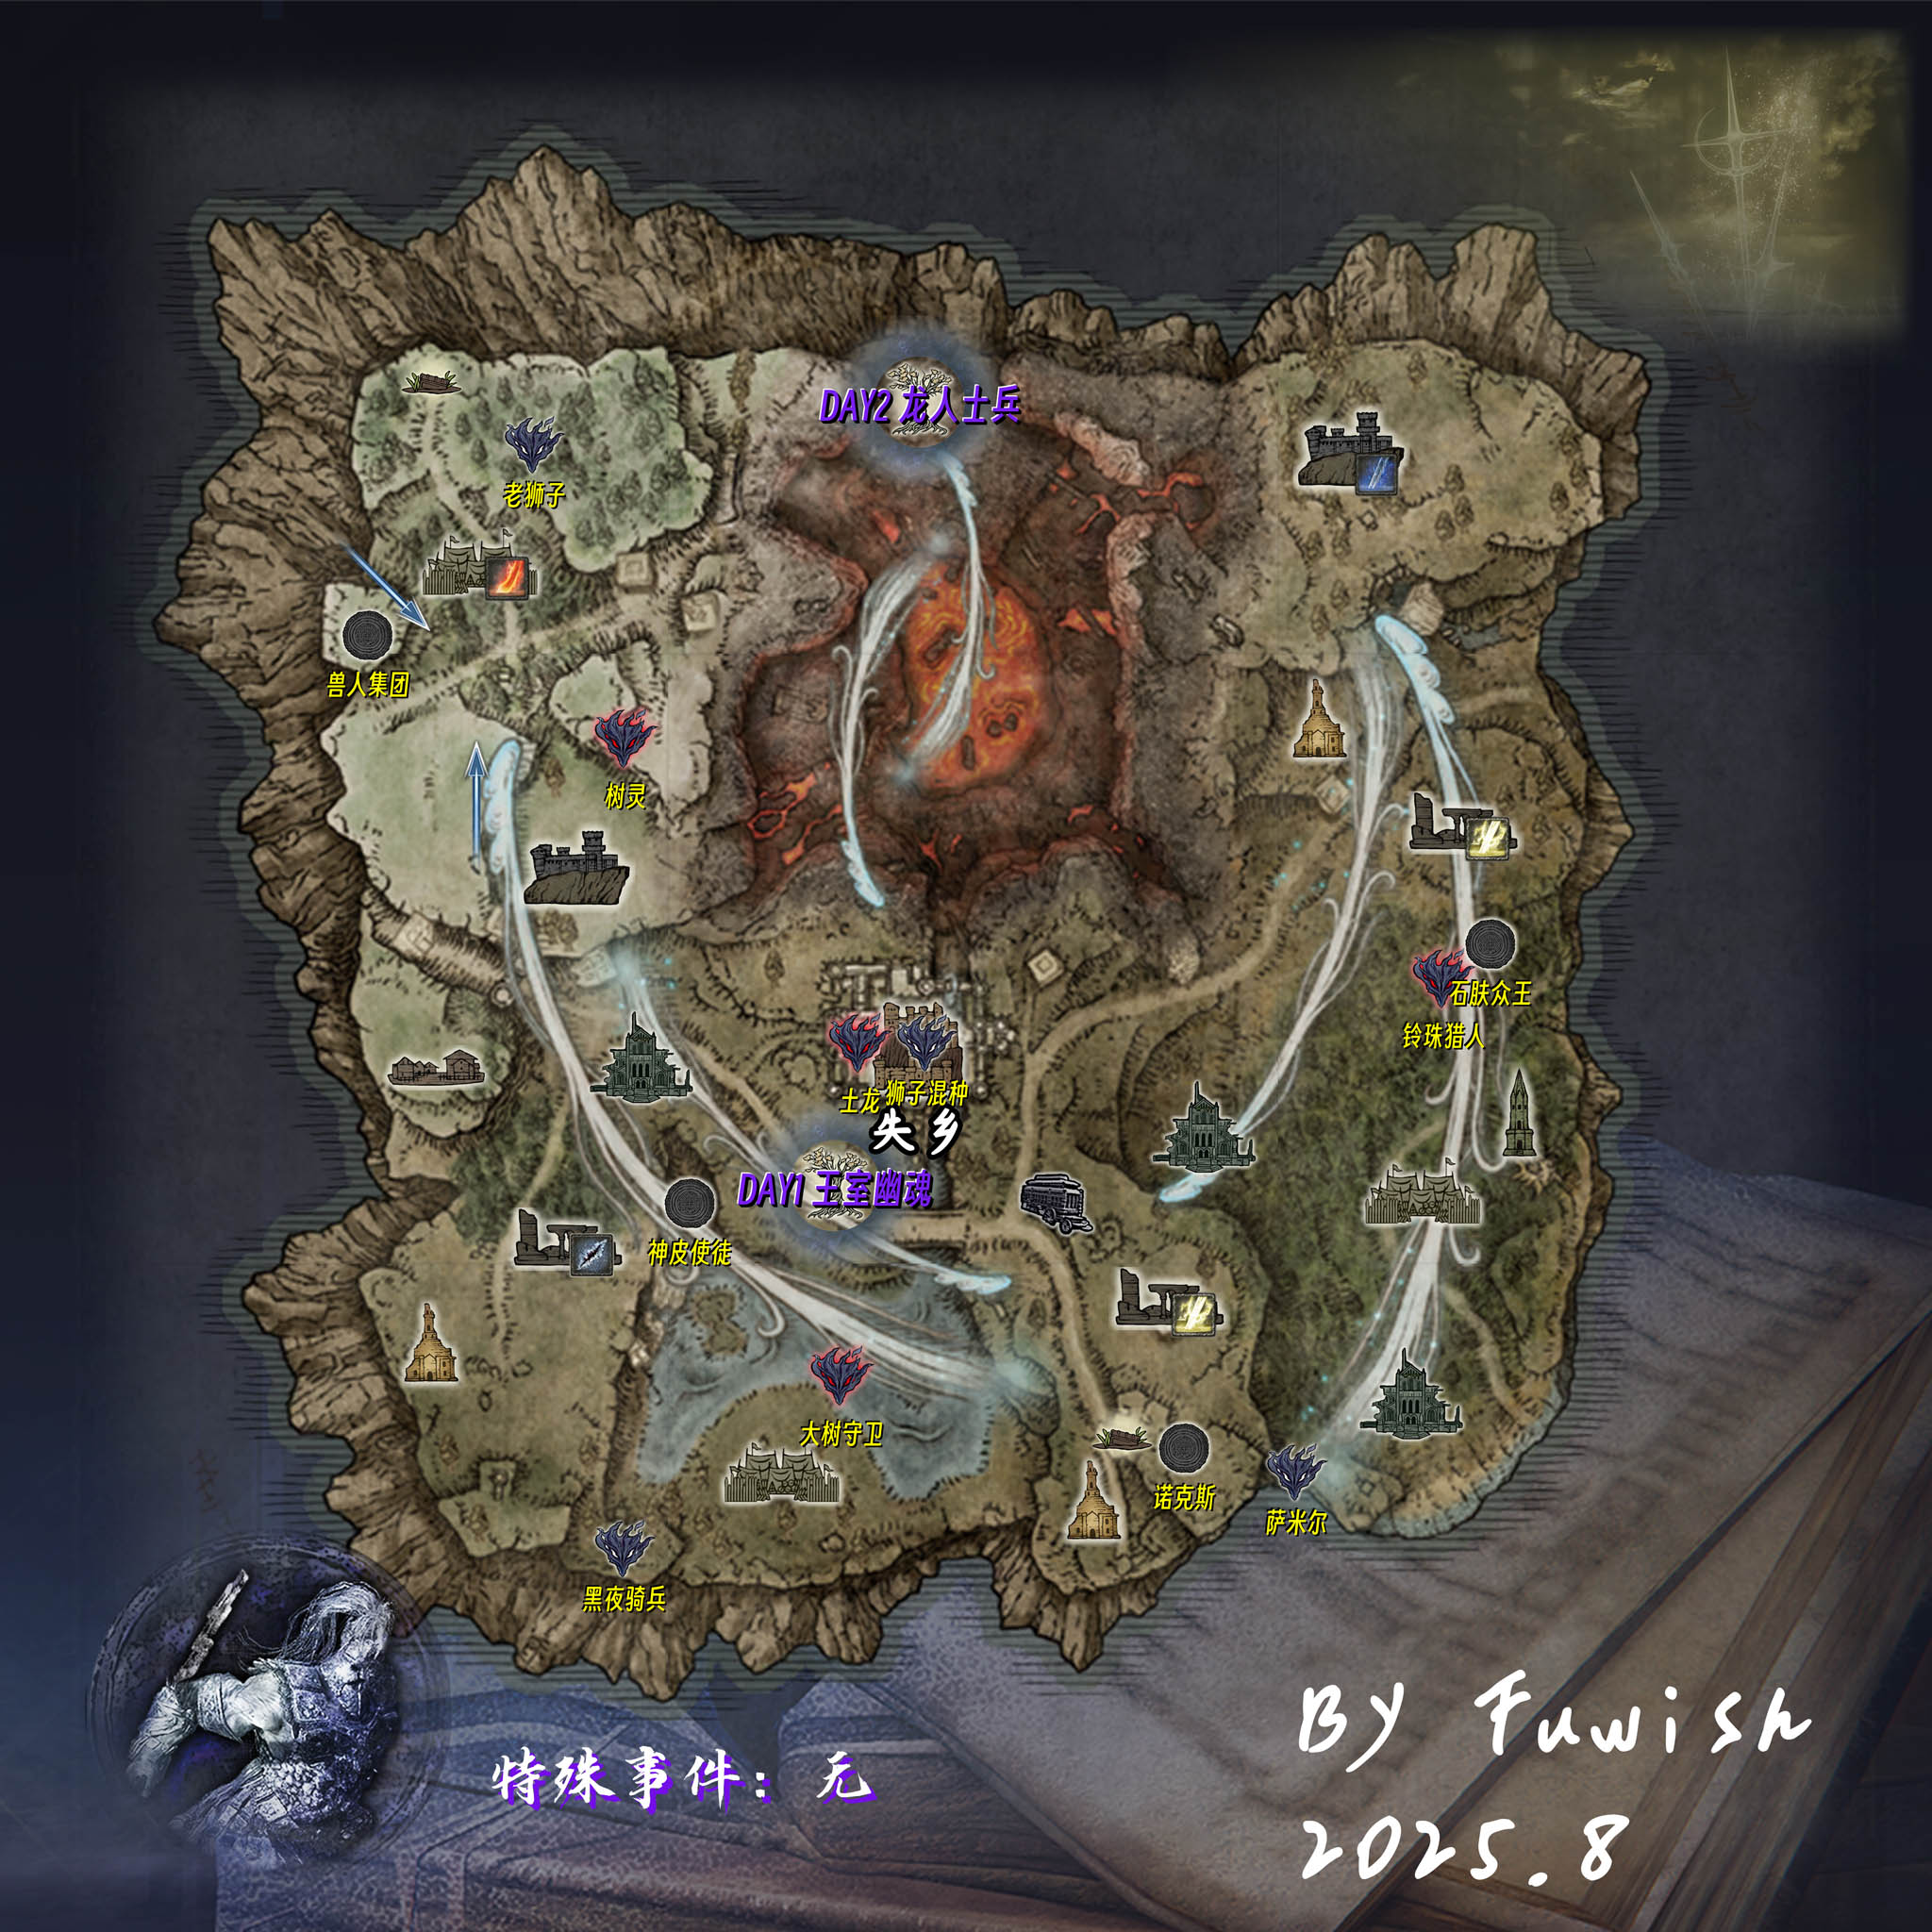 DAY2 龙人士兵
老狮子
兽人集团
树灵
石肤众王
铃珠猎人
土龙
狮子混种
失乡
DAY1 王室幽魂
神皮使徒
大树守卫
诺克斯
萨米尔
黑夜骑兵
特殊事件：无
By Fuwish
2025.8